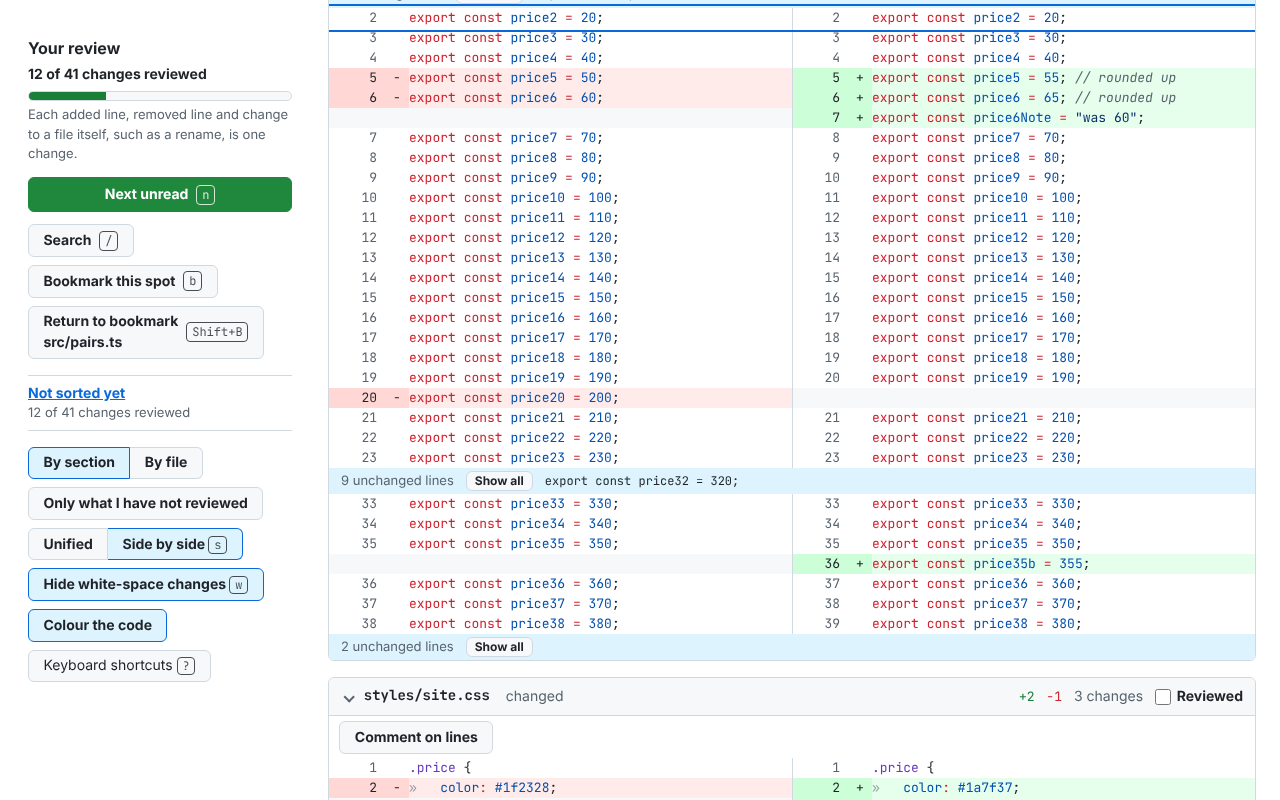 Your review
12 of 41 changes reviewed
Each added line, removed line and change
to a file itself, such as a rename, is one
change.
Next unread n
Search /
Bookmark this spot b
Return to bookmark
src/pairs.ts Shift+B
Not sorted yet
12 of 41 changes reviewed
By section By file
Only what I have not reviewed
Unified Side by side s
Hide white-space changes w
Colour the code
Keyboard shortcuts ?
2 export const price2 = 20; 2 export const price2 = 20;
3 export const price3 = 30; 3 export const price3 = 30;
4 export const price4 = 40; 4 export const price4 = 40;
5 - export const price5 = 50; 5 + export const price5 = 55; // rounded up
6 - export const price6 = 60; 6 + export const price6 = 65; // rounded up
7 + export const price6Note = "was 60";
7 export const price7 = 70; 8 export const price7 = 70;
8 export const price8 = 80; 9 export const price8 = 80;
9 export const price9 = 90; 10 export const price9 = 90;
10 export const price10 = 100; 11 export const price10 = 100;
11 export const price11 = 110; 12 export const price11 = 110;
12 export const price12 = 120; 13 export const price12 = 120;
13 export const price13 = 130; 14 export const price13 = 130;
14 export const price14 = 140; 15 export const price14 = 140;
15 export const price15 = 150; 16 export const price15 = 150;
16 export const price16 = 160; 17 export const price16 = 160;
17 export const price17 = 170; 18 export const price17 = 170;
18 export const price18 = 180; 19 export const price18 = 180;
19 export const price19 = 190; 20 export const price19 = 190;
20 - export const price20 = 200;
21 export const price21 = 210; 21 export const price21 = 210;
22 export const price22 = 220; 22 export const price22 = 220;
23 export const price23 = 230; 23 export const price23 = 230;
9 unchanged lines Show all export const price32 = 320;
33 export const price33 = 330; 33 export const price33 = 330;
34 export const price34 = 340; 34 export const price34 = 340;
35 export const price35 = 350; 35 export const price35 = 350;
36 + export const price35b = 355;
36 export const price36 = 360; 37 export const price36 = 360;
37 export const price37 = 370; 38 export const price37 = 370;
38 export const price38 = 380; 39 export const price38 = 380;
2 unchanged lines Show all
styles/site.css changed +2 -1 3 changes Reviewed
Comment on lines
1 .price { 1 .price {
2 - » color: #1f2328; 2 + » color: #1a7f37;